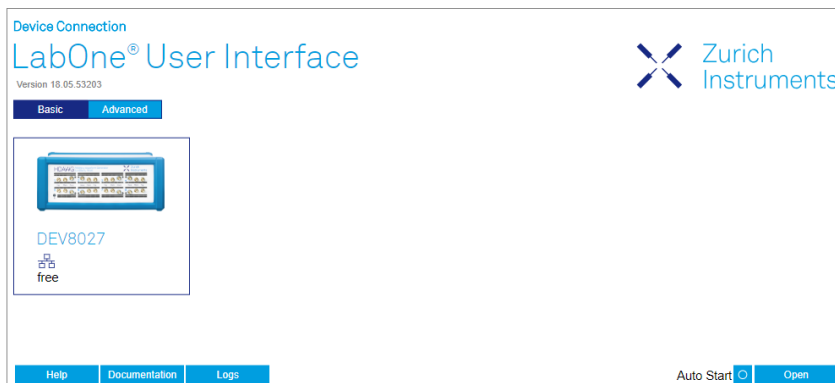 Device Connection
LabOne® User Interface
Version 18.05.53203
Zurich
Instruments
Basic Advanced
HDAWG
DEV8027
free
Help Documentation Logs
Auto Start Open